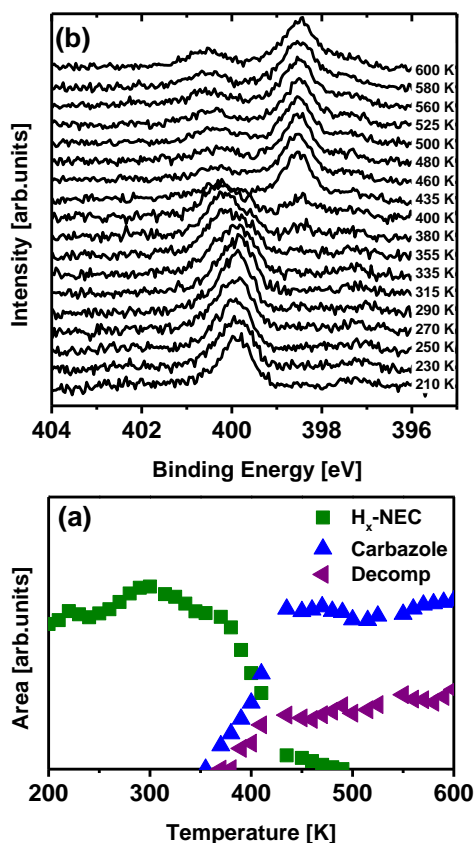 (b)
600 K
580 K
560 K
525 K
500 K
480 K
460 K
435 K
400 K
380 K
355 K
335 K
315 K
290 K
270 K
250 K
230 K
210 K
Intensity [arb.units]
404 402 400 398 396
Binding Energy [eV]
(a)
Hx-NEC
Carbazole
Decomp
Area [arb.units]
200 300 400 500 600
Temperature [K]